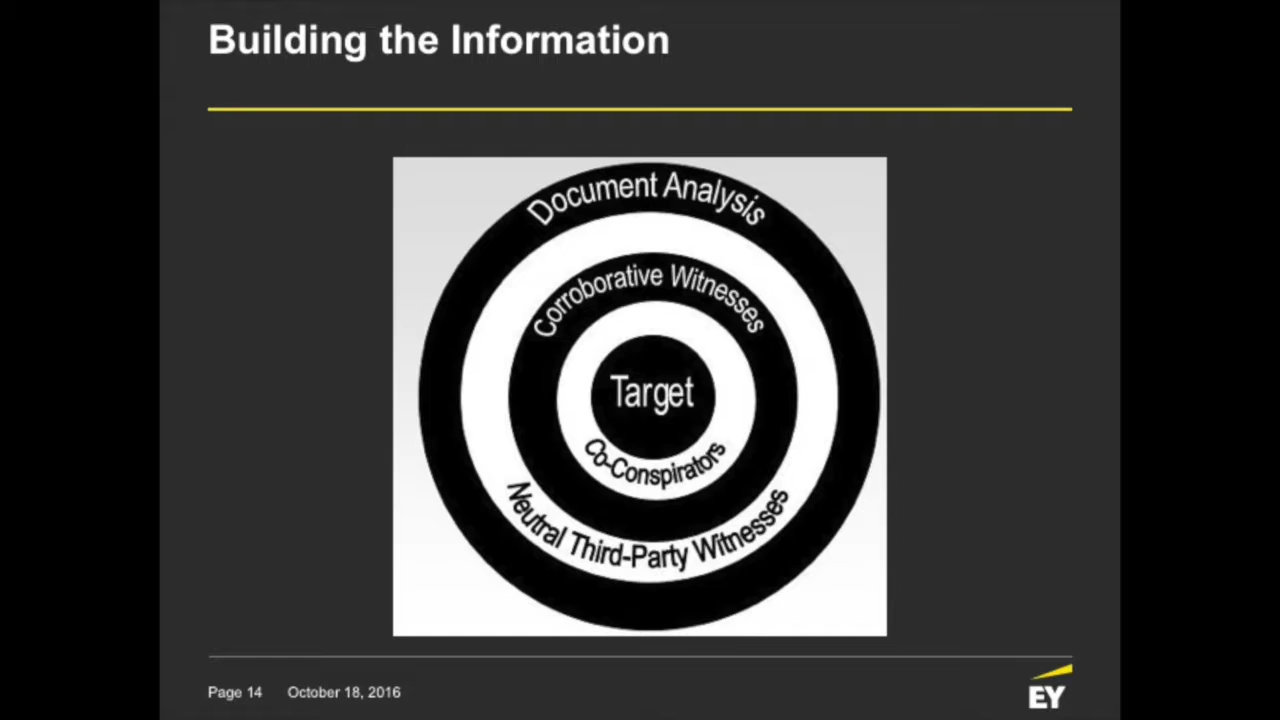 Building the Information
Document Analysis
Corroborative Witnesses
Target
Co-Conspirators
Neutral Third-Party Witnesses
Page 14 October 18, 2016
EY